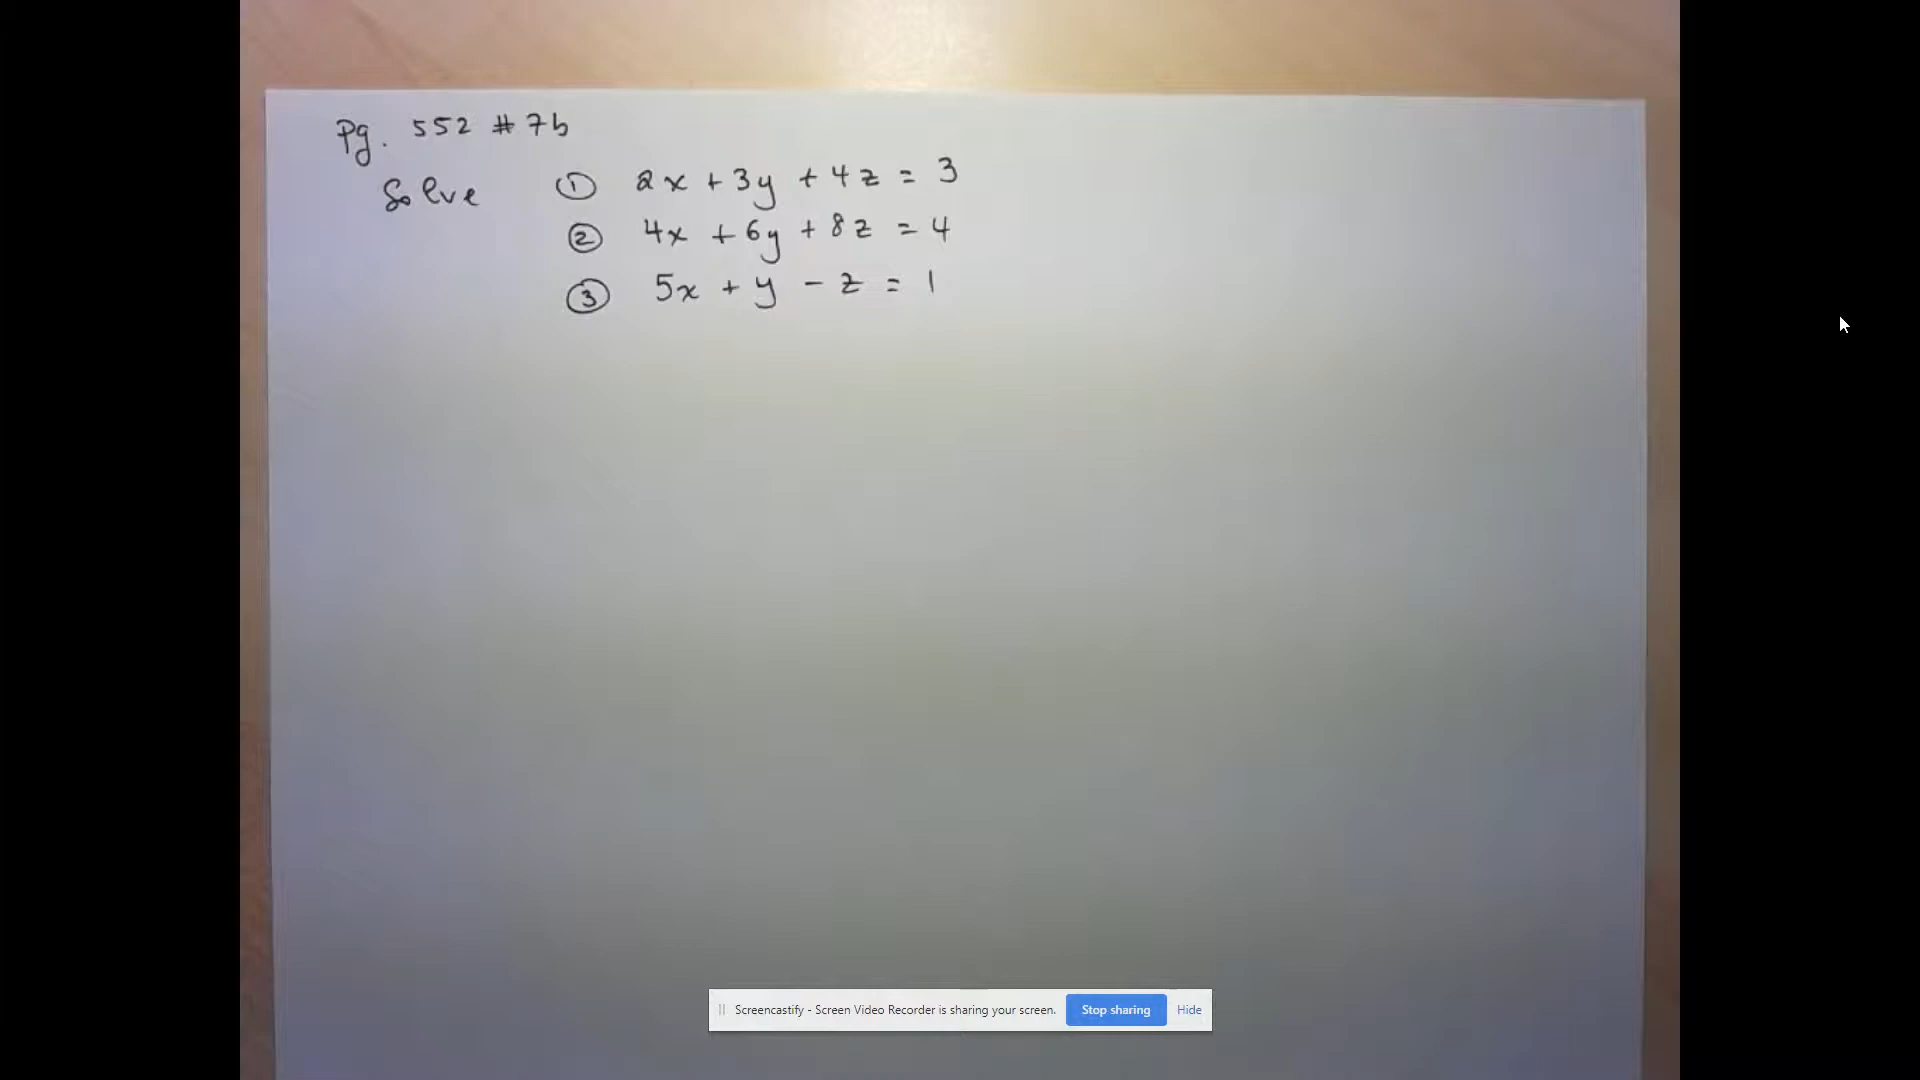 Pg. 552 #7b
Solve ① 2x + 3y + 4z = 3
② 4x + 6y + 8z = 4
③ 5x + y - z = 1
Screencastify - Screen Video Recorder is sharing your screen. Stop sharing Hide